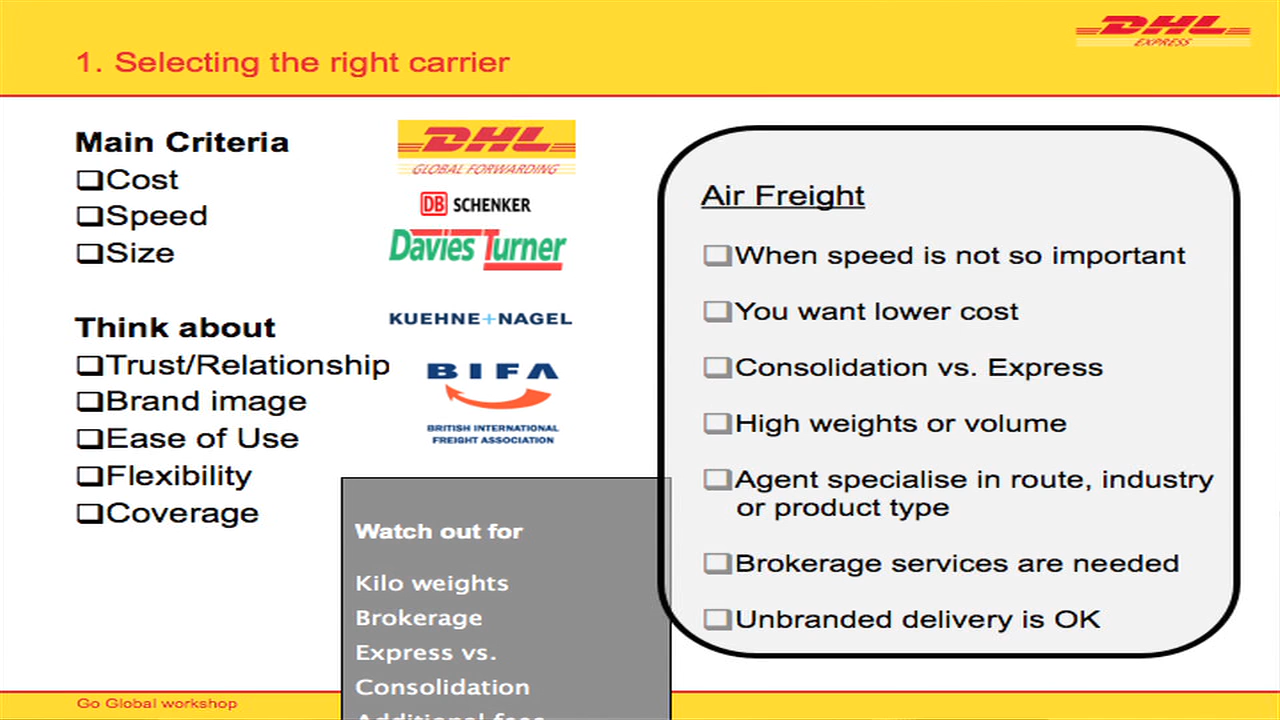 DHL
EXPRESS
1. Selecting the right carrier
Main Criteria
Cost
Speed
Size
Think about
Trust/Relationship
Brand image
Ease of Use
Flexibility
Coverage
DHL
GLOBAL FORWARDING
DB SCHENKER
Davies Turner
KUEHNE+NAGEL
BIFA
BRITISH INTERNATIONAL
FREIGHT ASSOCIATION
Watch out for
Kilo weights
Brokerage
Express vs.
Consolidation
Additional fees
Air Freight
When speed is not so important
You want lower cost
Consolidation vs. Express
High weights or volume
Agent specialise in route, industry
or product type
Brokerage services are needed
Unbranded delivery is OK
Go Global workshop